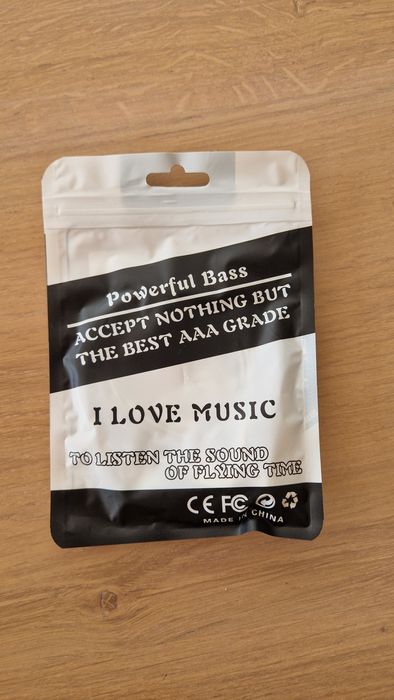 Powerful Bass
ACCEPT NOTHING BUT
THE BEST AAA GRADE
I LOVE MUSIC
TO LISTEN THE SOUND
OF FLYING TIME
CE FC
MADE IN CHINA